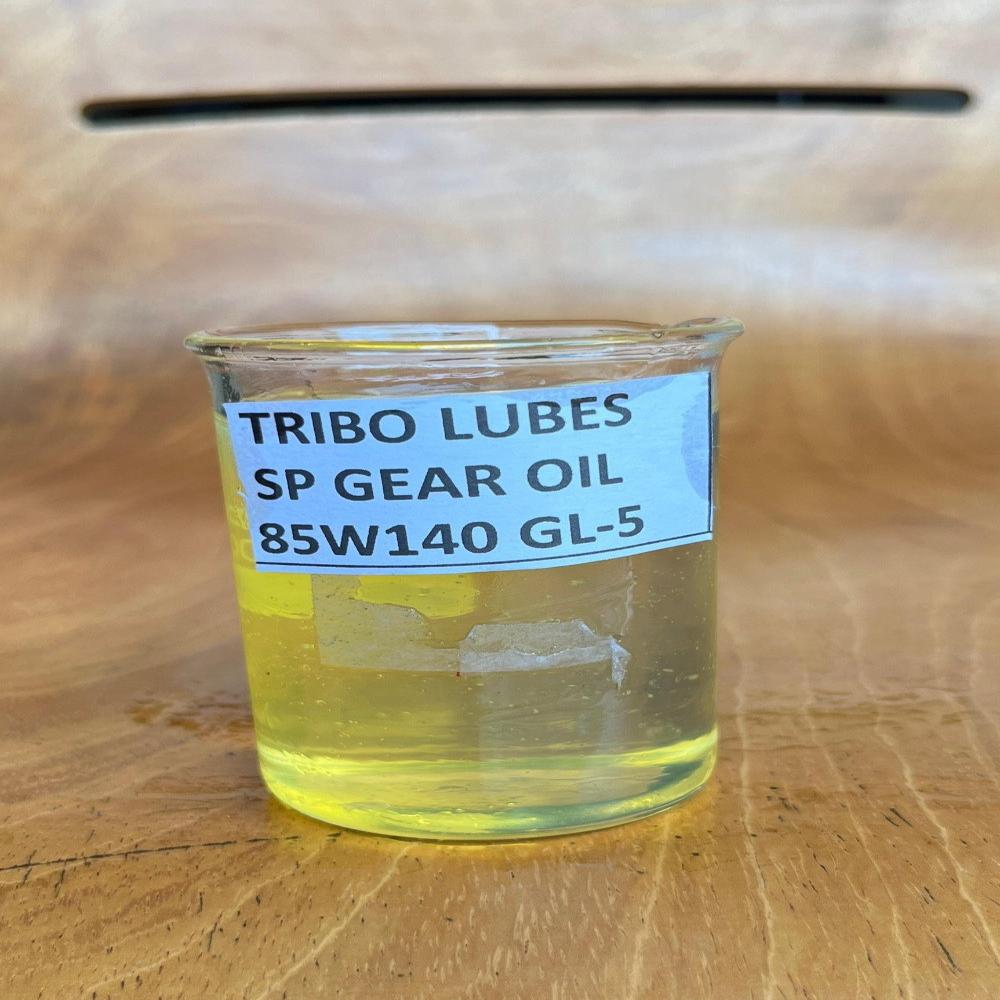 TRIBO LUBES
SP GEAR OIL
85W140 GL-5